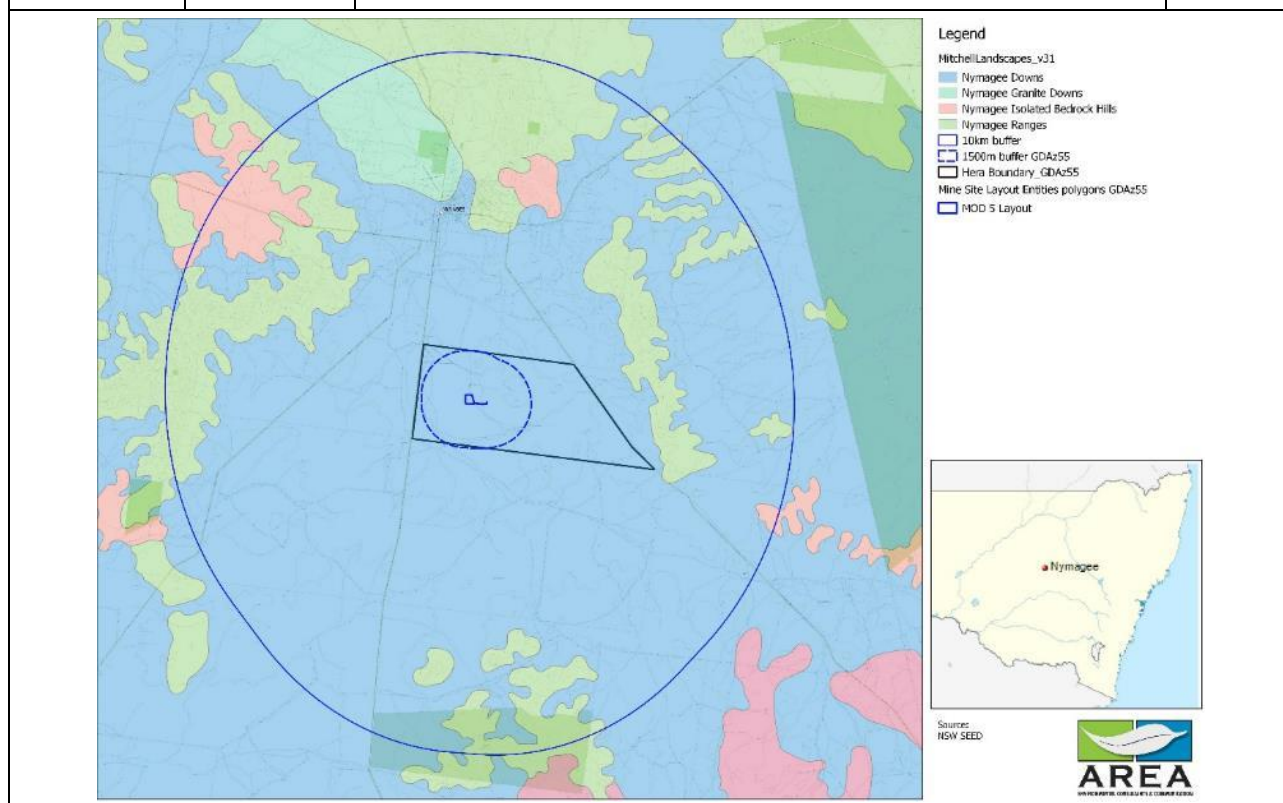 Legend
MitchellLandscapes_v31
Nymagee Downs
Nymagee Granite Downs
Nymagee Isolated Bedrock Hills
Nymagee Ranges
10km buffer
1500m buffer GDAz55
Hera Boundary_GDAz55
Mine Site Layout Entities polygons GDAz55
MOD 5 Layout
Nymagee
Source:
NSW SEED
AREA